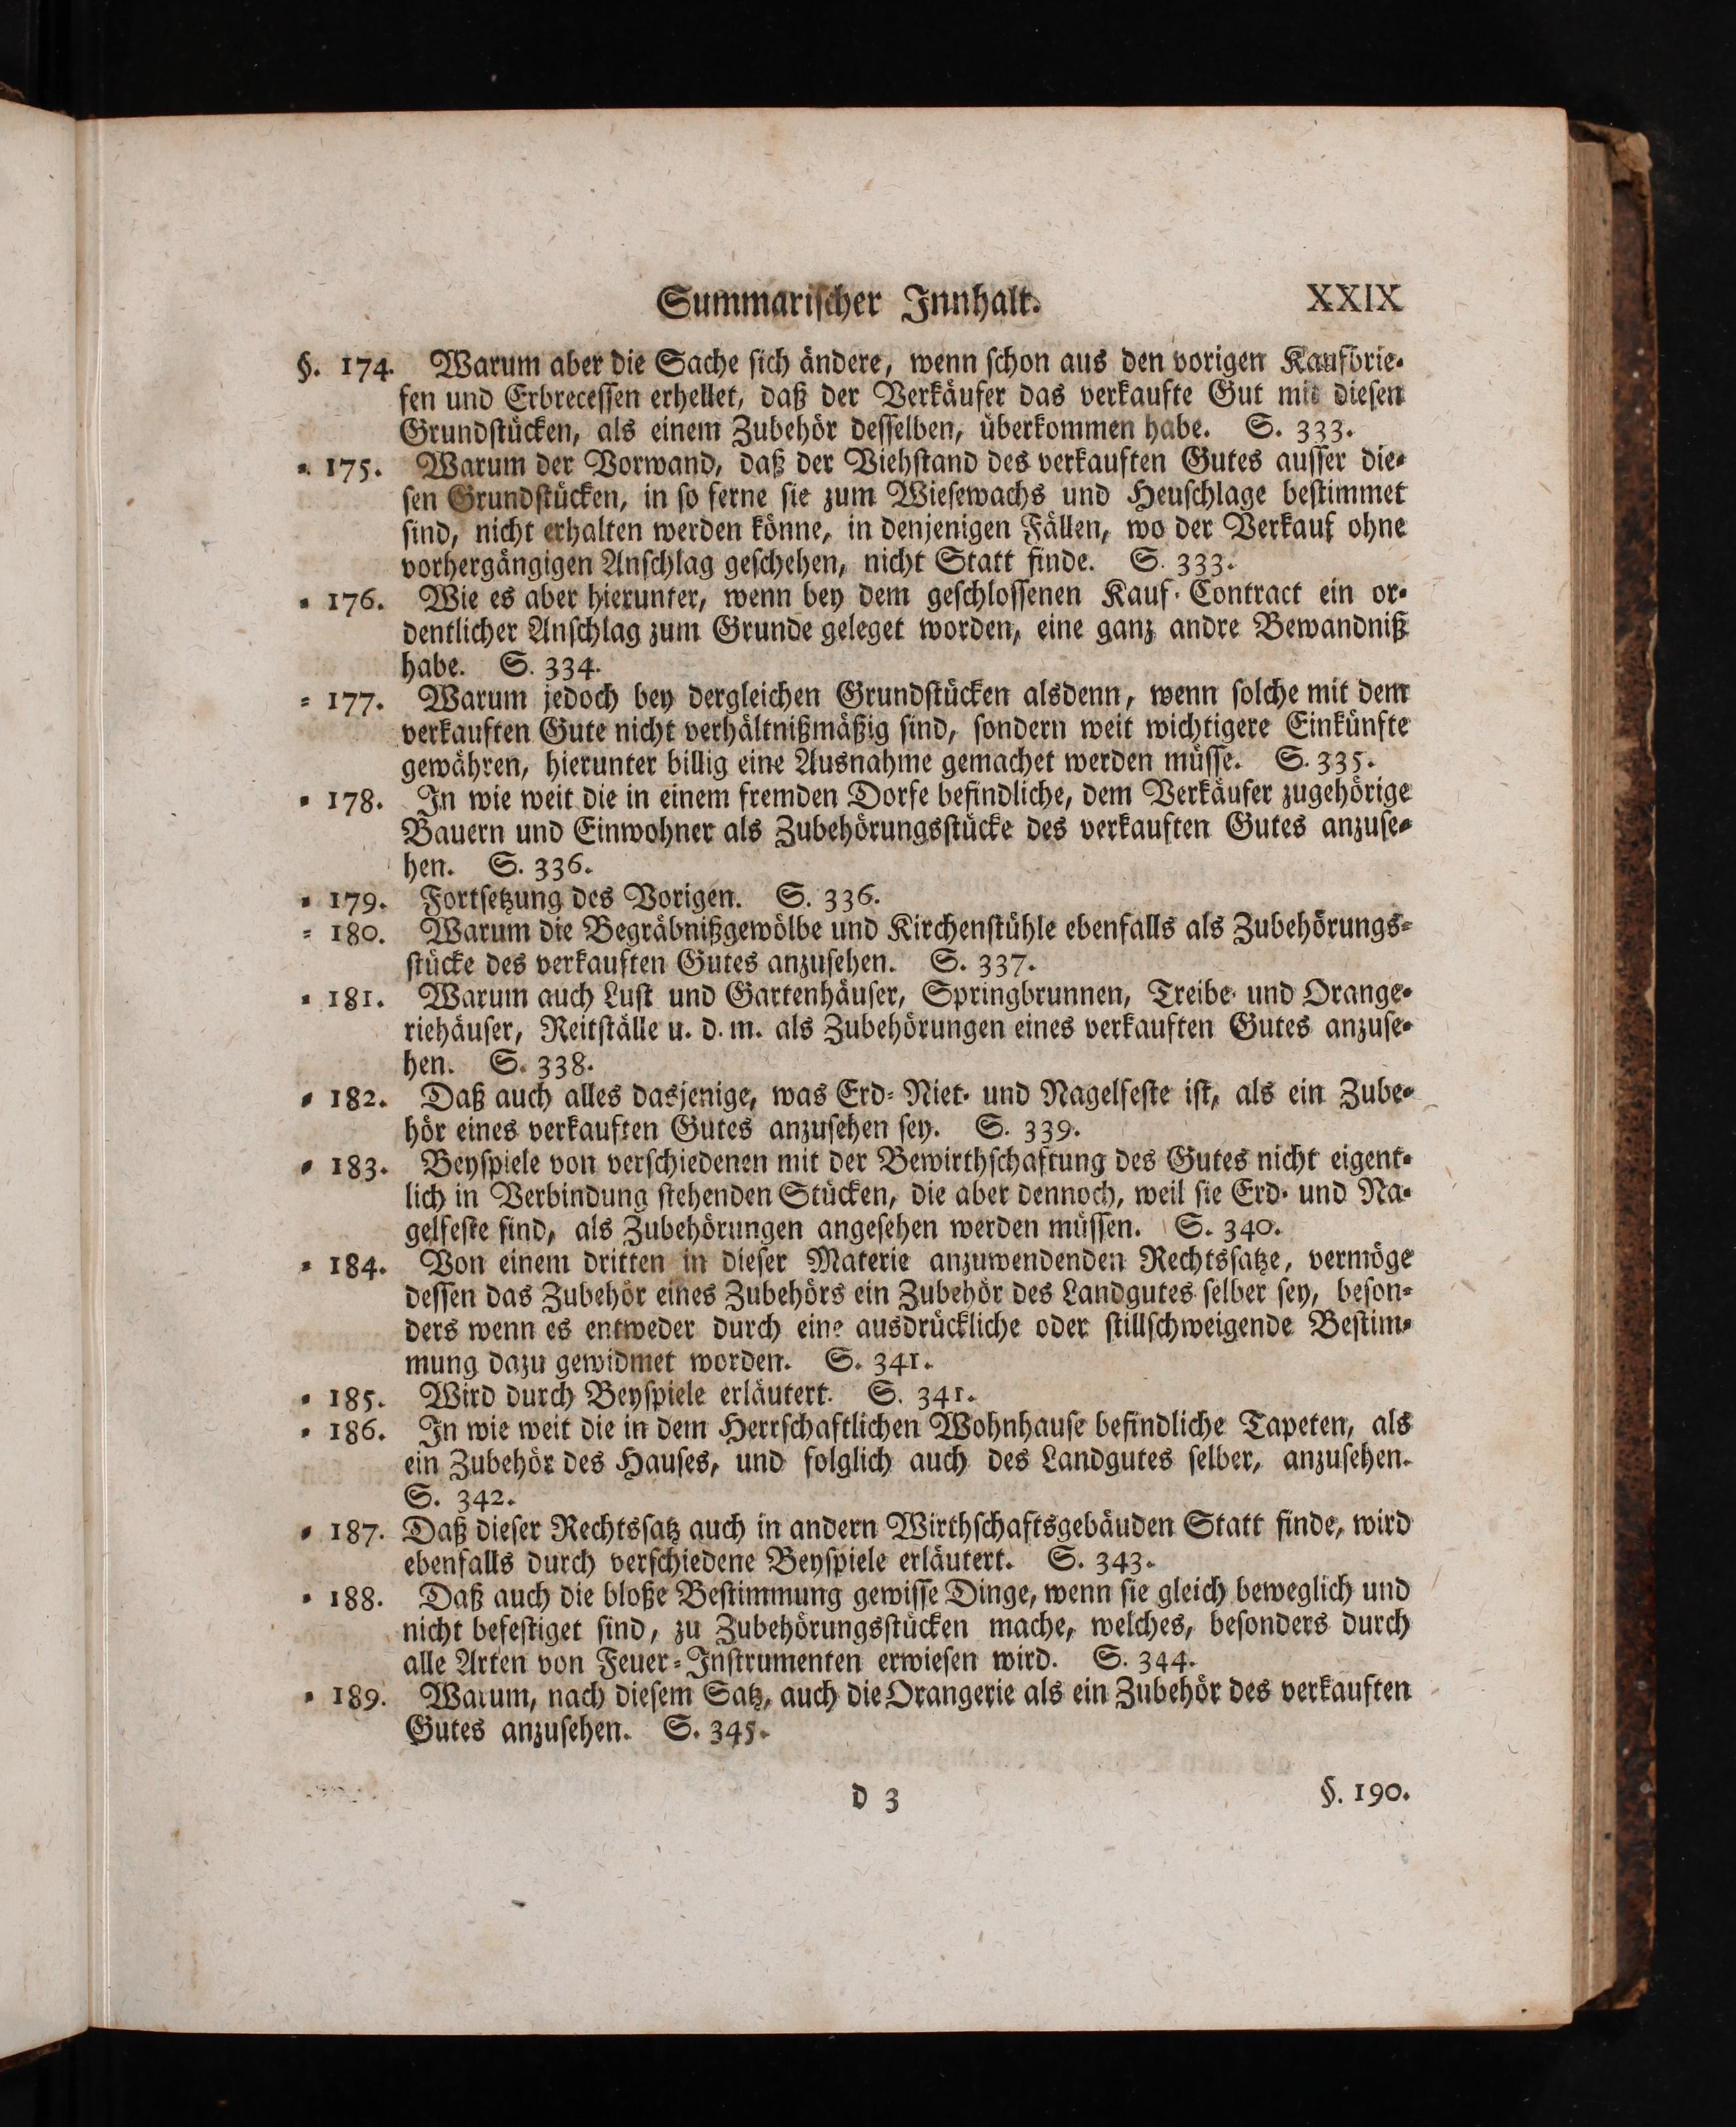 Summarischer Innhalt. XXIX
§. 174. Warum aber die Sache sich ändere, wenn schon aus den vorigen Kaufbrie-
fen und Erbrecessen erhellet, daß der Verkäufer das verkaufte Gut mit diesen
Grundstücken, als einem Zubehör desselben, überkommen habe. S. 333.
= 175. Warum der Vorwand, daß der Viehstand des verkauften Gutes ausser die-
sen Grundstücken, in so ferne sie zum Wiesewachs und Heuschlage bestimmet
sind, nicht erhalten werden könne, in denjenigen Fällen, wo der Verkauf ohne
vorhergängigen Anschlag geschehen, nicht Statt finde. S. 333.
= 176. Wie es aber hierunter, wenn bey dem geschlossenen Kauf-Contract ein or-
dentlicher Anschlag zum Grunde geleget worden, eine ganz andre Bewandniß
habe. S. 334.
= 177. Warum jedoch bey dergleichen Grundstücken alsdenn, wenn solche mit dem
verkauften Gute nicht verhältnißmäßig sind, sondern weit wichtigere Einkünfte
gewähren, hierunter billig eine Ausnahme gemachet werden müsse. S. 335.
= 178. In wie weit die in einem fremden Dorfe befindliche, dem Verkäufer zugehörige
Bauern und Einwohner als Zubehörungsstücke des verkauften Gutes anzuse-
hen. S. 336.
= 179. Fortsetzung des Vorigen. S. 336.
= 180. Warum die Begräbnißgewölbe und Kirchenstühle ebenfalls als Zubehörungs-
stücke des verkauften Gutes anzusehen. S. 337.
= 181. Warum auch Lust und Gartenhäuser, Springbrunnen, Treibe- und Orange-
riehäuser, Reitställe u. d. m. als Zubehörungen eines verkauften Gutes anzuse-
hen. S. 338.
= 182. Daß auch alles dasjenige, was Erd- Niet- und Nagelfeste ist, als ein Zube-
hör eines verkauften Gutes anzusehen sey. S. 339.
= 183. Beyspiele von verschiedenen mit der Bewirthschaftung des Gutes nicht eigent-
lich in Verbindung stehenden Stücken, die aber dennoch, weil sie Erd- und Na-
gelfeste sind, als Zubehörungen angesehen werden müssen. S. 340.
= 184. Von einem dritten in dieser Materie anzuwendenden Rechtssatze, vermöge
dessen das Zubehör eines Zubehörs ein Zubehör des Landgutes selber sey, beson-
ders wenn es entweder durch eine ausdrückliche oder stillschweigende Bestim-
mung dazu gewidmet worden. S. 341.
= 185. Wird durch Beyspiele erläutert. S. 341.
= 186. In wie weit die in dem Herrschaftlichen Wohnhause befindliche Tapeten, als
ein Zubehör des Hauses, und folglich auch des Landgutes selber, anzusehen.
S. 342.
= 187. Daß dieser Rechtssatz auch in andern Wirthschaftsgebäuden Statt finde, wird
ebenfalls durch verschiedene Beyspiele erläutert. S. 343.
= 188. Daß auch die bloße Bestimmung gewisse Dinge, wenn sie gleich beweglich und
nicht befestiget sind, zu Zubehörungsstücken mache, welches, besonders durch
alle Arten von Feuer-Instrumenten erwiesen wird. S. 344.
= 189. Warum, nach diesem Satz, auch die Orangerie als ein Zubehör des verkauften
Gutes anzusehen. S. 345.
d 3 §. 190.